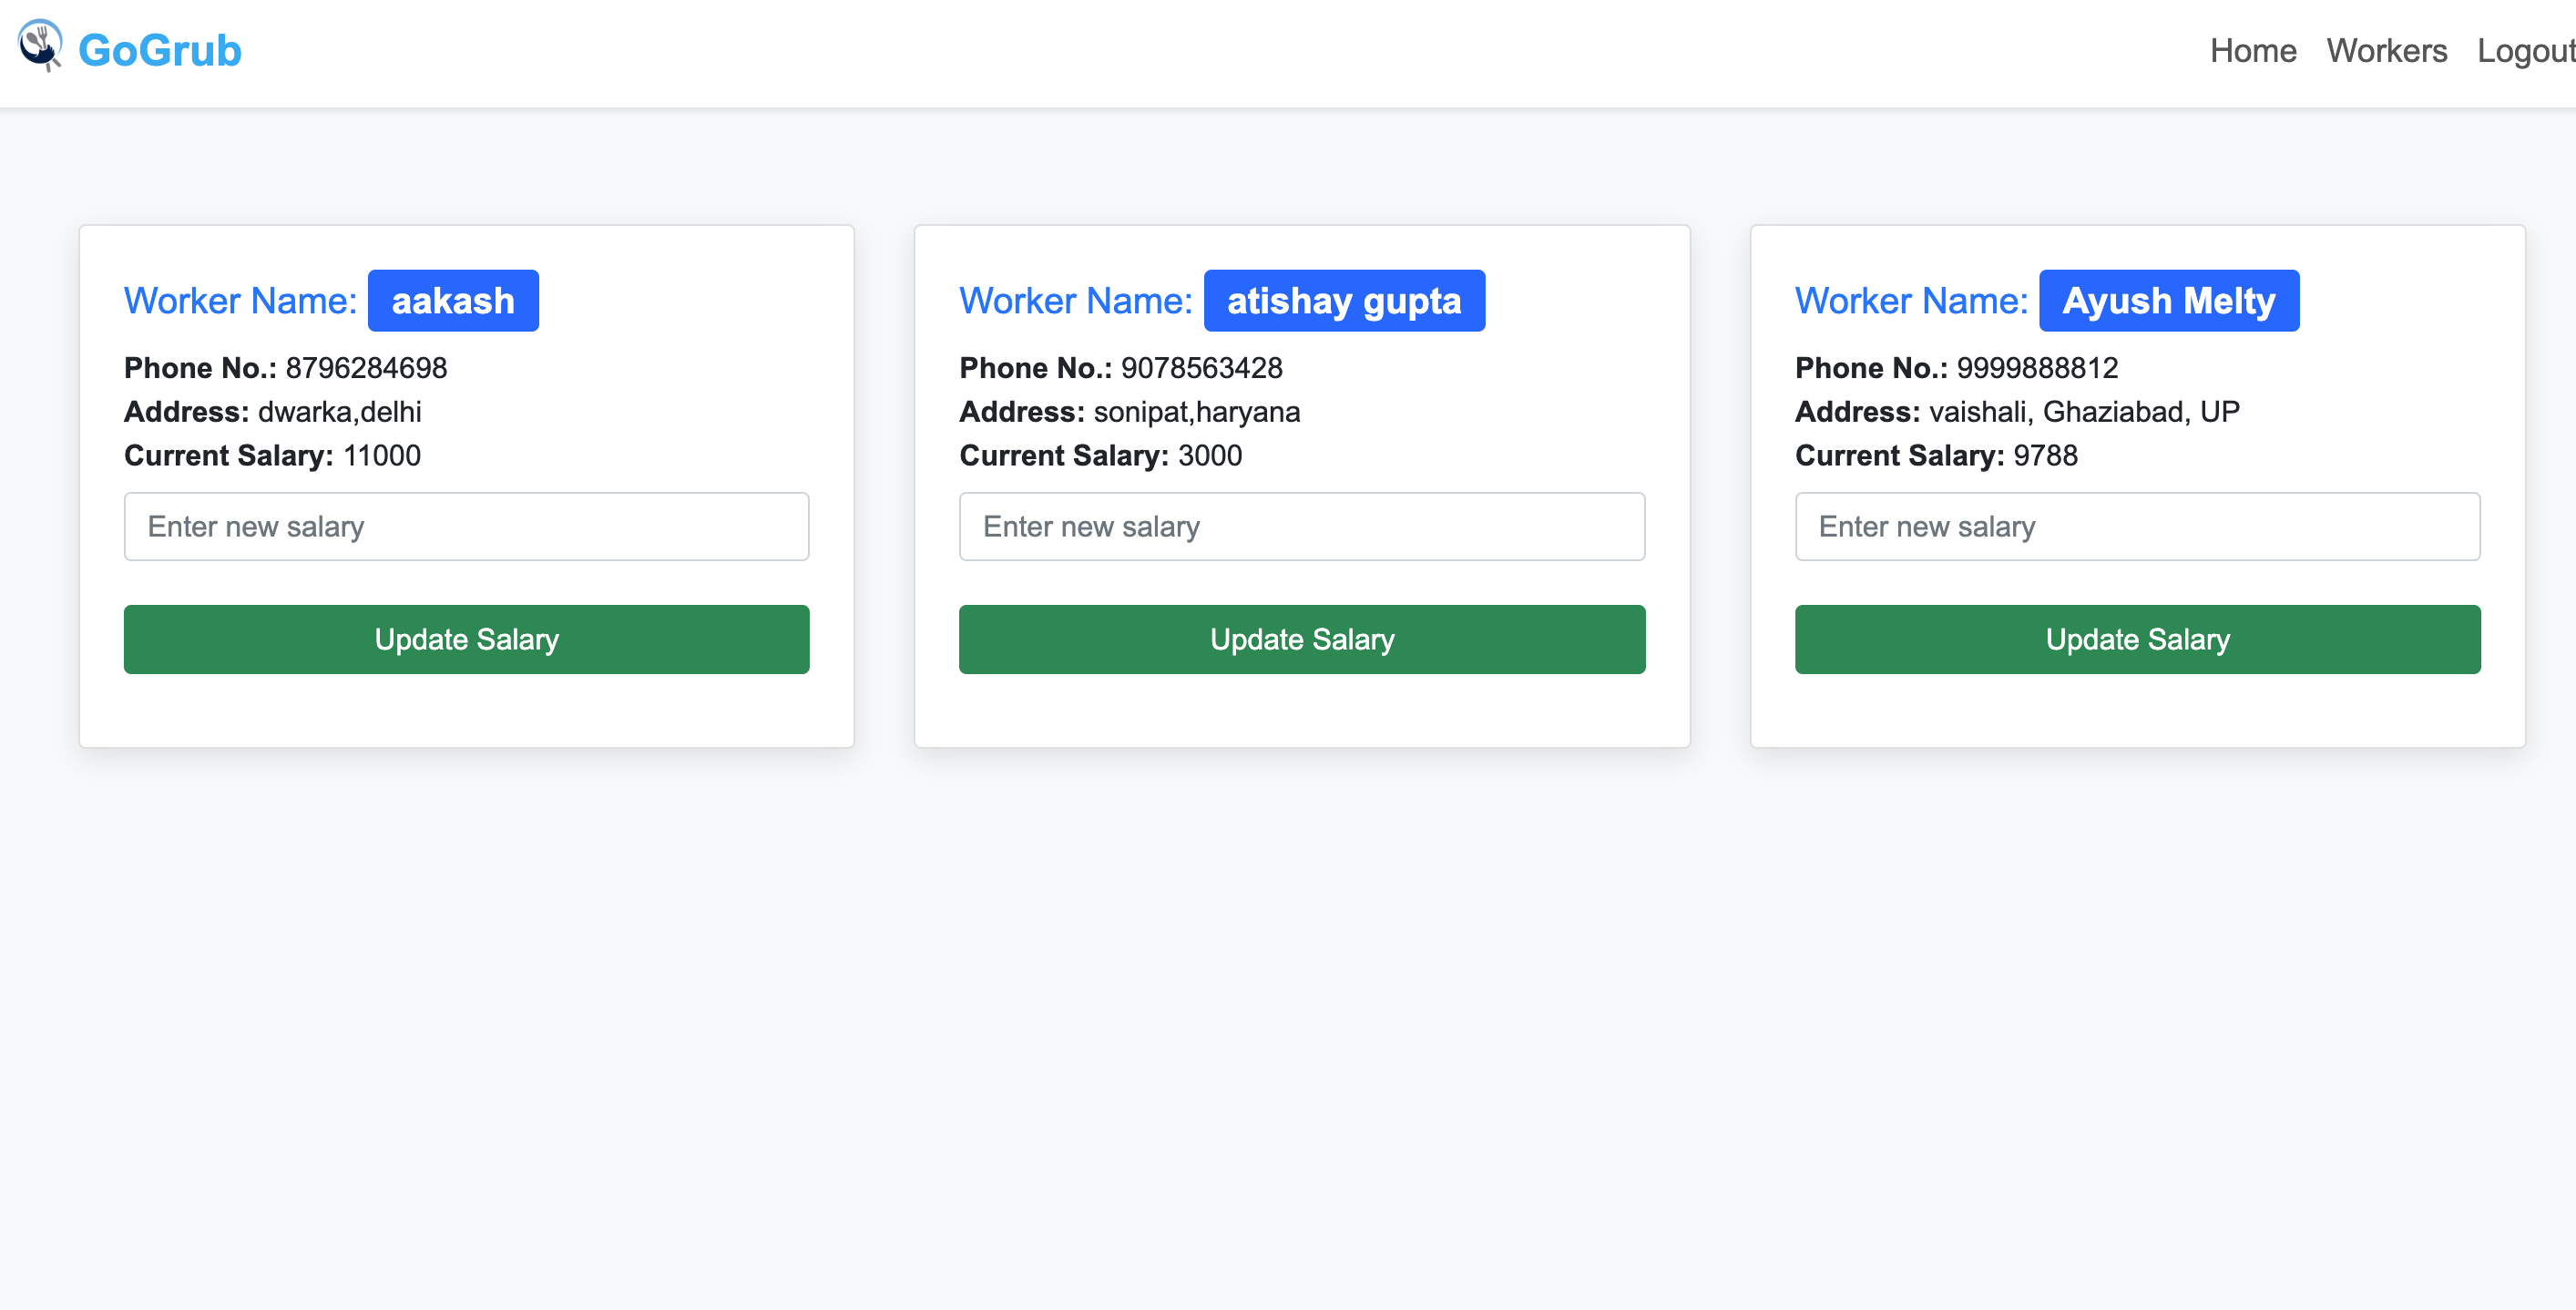 GoGrub
Home Workers Logout
Worker Name: aakash
Phone No.: 8796284698
Address: dwarka,delhi
Current Salary: 11000
Enter new salary
Update Salary
Worker Name: atishay gupta
Phone No.: 9078563428
Address: sonipat,haryana
Current Salary: 3000
Enter new salary
Update Salary
Worker Name: Ayush Melty
Phone No.: 9999888812
Address: vaishali, Ghaziabad, UP
Current Salary: 9788
Enter new salary
Update Salary